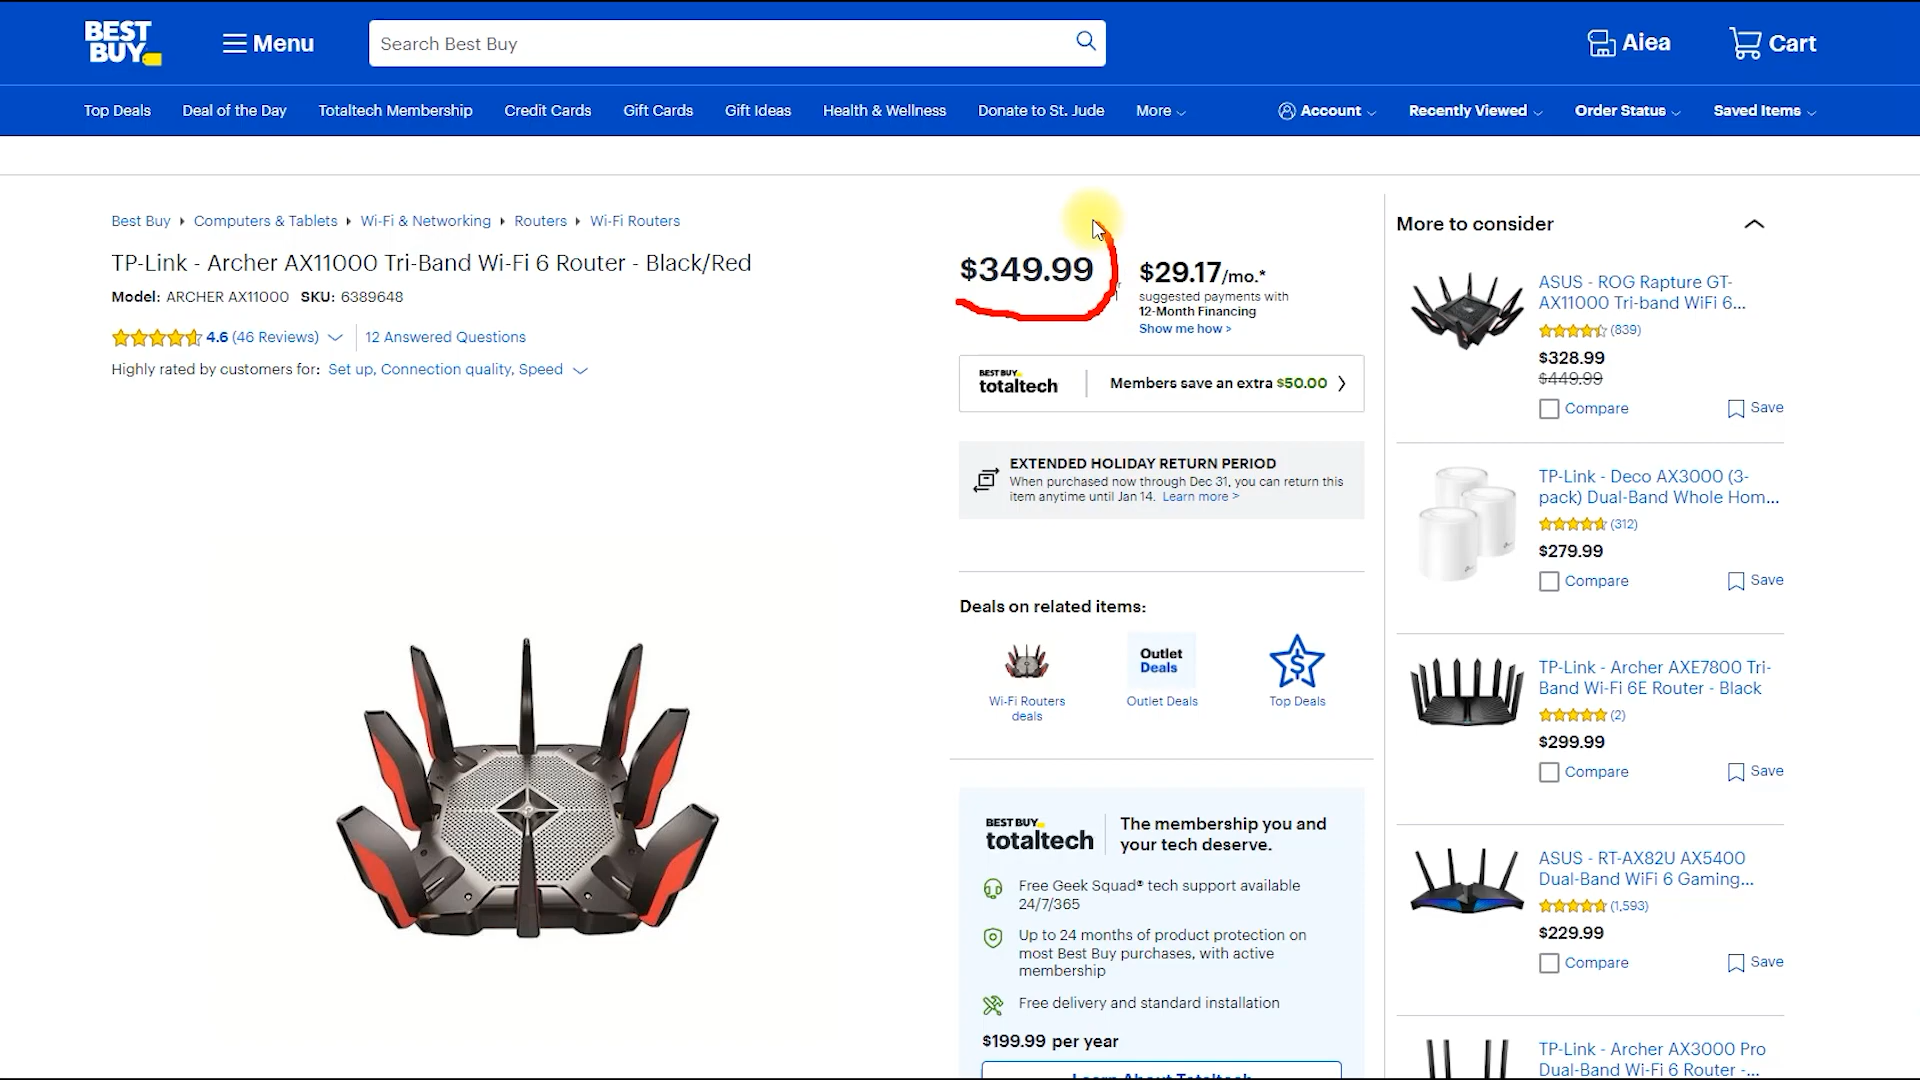 BEST
BUY
Menu
Search Best Buy
Aiea
Cart
Top Deals
Deal of the Day
Totaltech Membership
Credit Cards
Gift Cards
Gift Ideas
Health & Wellness
Donate to St. Jude
More
Account
Recently Viewed
Order Status
Saved Items
Best Buy
Computers & Tablets
Wi-Fi & Networking
Routers
Wi-Fi Routers
TP-Link - Archer AX11000 Tri-Band Wi-Fi 6 Router - Black/Red
Model: ARCHER AX11000 SKU: 6389648
4.6 (46 Reviews)
12 Answered Questions
Highly rated by customers for: Set up, Connection quality, Speed
$349.99
$29.17/mo.*
suggested payments with
12-Month Financing
Show me how >
BEST BUY
totaltech
Members save an extra $50.00
EXTENDED HOLIDAY RETURN PERIOD
When purchased now through Dec 31, you can return this
item anytime until Jan 14. Learn more >
Deals on related items:
Wi-Fi Routers
deals
Outlet
Deals
Outlet Deals
Top Deals
BEST BUY
totaltech
The membership you and
your tech deserve.
Free Geek Squad® tech support available
24/7/365
Up to 24 months of product protection on
most Best Buy purchases, with active
membership
Free delivery and standard installation
$199.99 per year
Learn About Totaltech
More to consider
ASUS - ROG Rapture GT-
AX11000 Tri-band WiFi 6...
(839)
$328.99
$449.99
Compare
Save
TP-Link - Deco AX3000 (3-
pack) Dual-Band Whole Hom...
(312)
$279.99
Compare
Save
TP-Link - Archer AXE7800 Tri-
Band Wi-Fi 6E Router - Black
(2)
$299.99
Compare
Save
ASUS - RT-AX82U AX5400
Dual-Band WiFi 6 Gaming...
(1,593)
$229.99
Compare
Save
TP-Link - Archer AX3000 Pro
Dual-Band Wi-Fi 6 Router -...